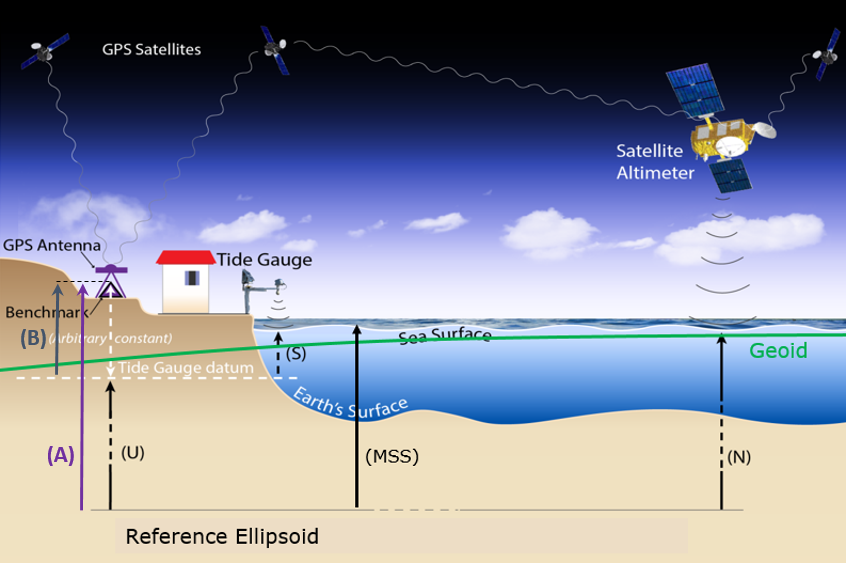 GPS Satellites
Satellite
Altimeter
GPS Antenna
Tide Gauge
Benchmark
(B)
(Arbitrary constant)
Sea Surface
(S)
Geoid
Tide Gauge datum
Earth's Surface
(A)
(U)
(MSS)
(N)
Reference Ellipsoid